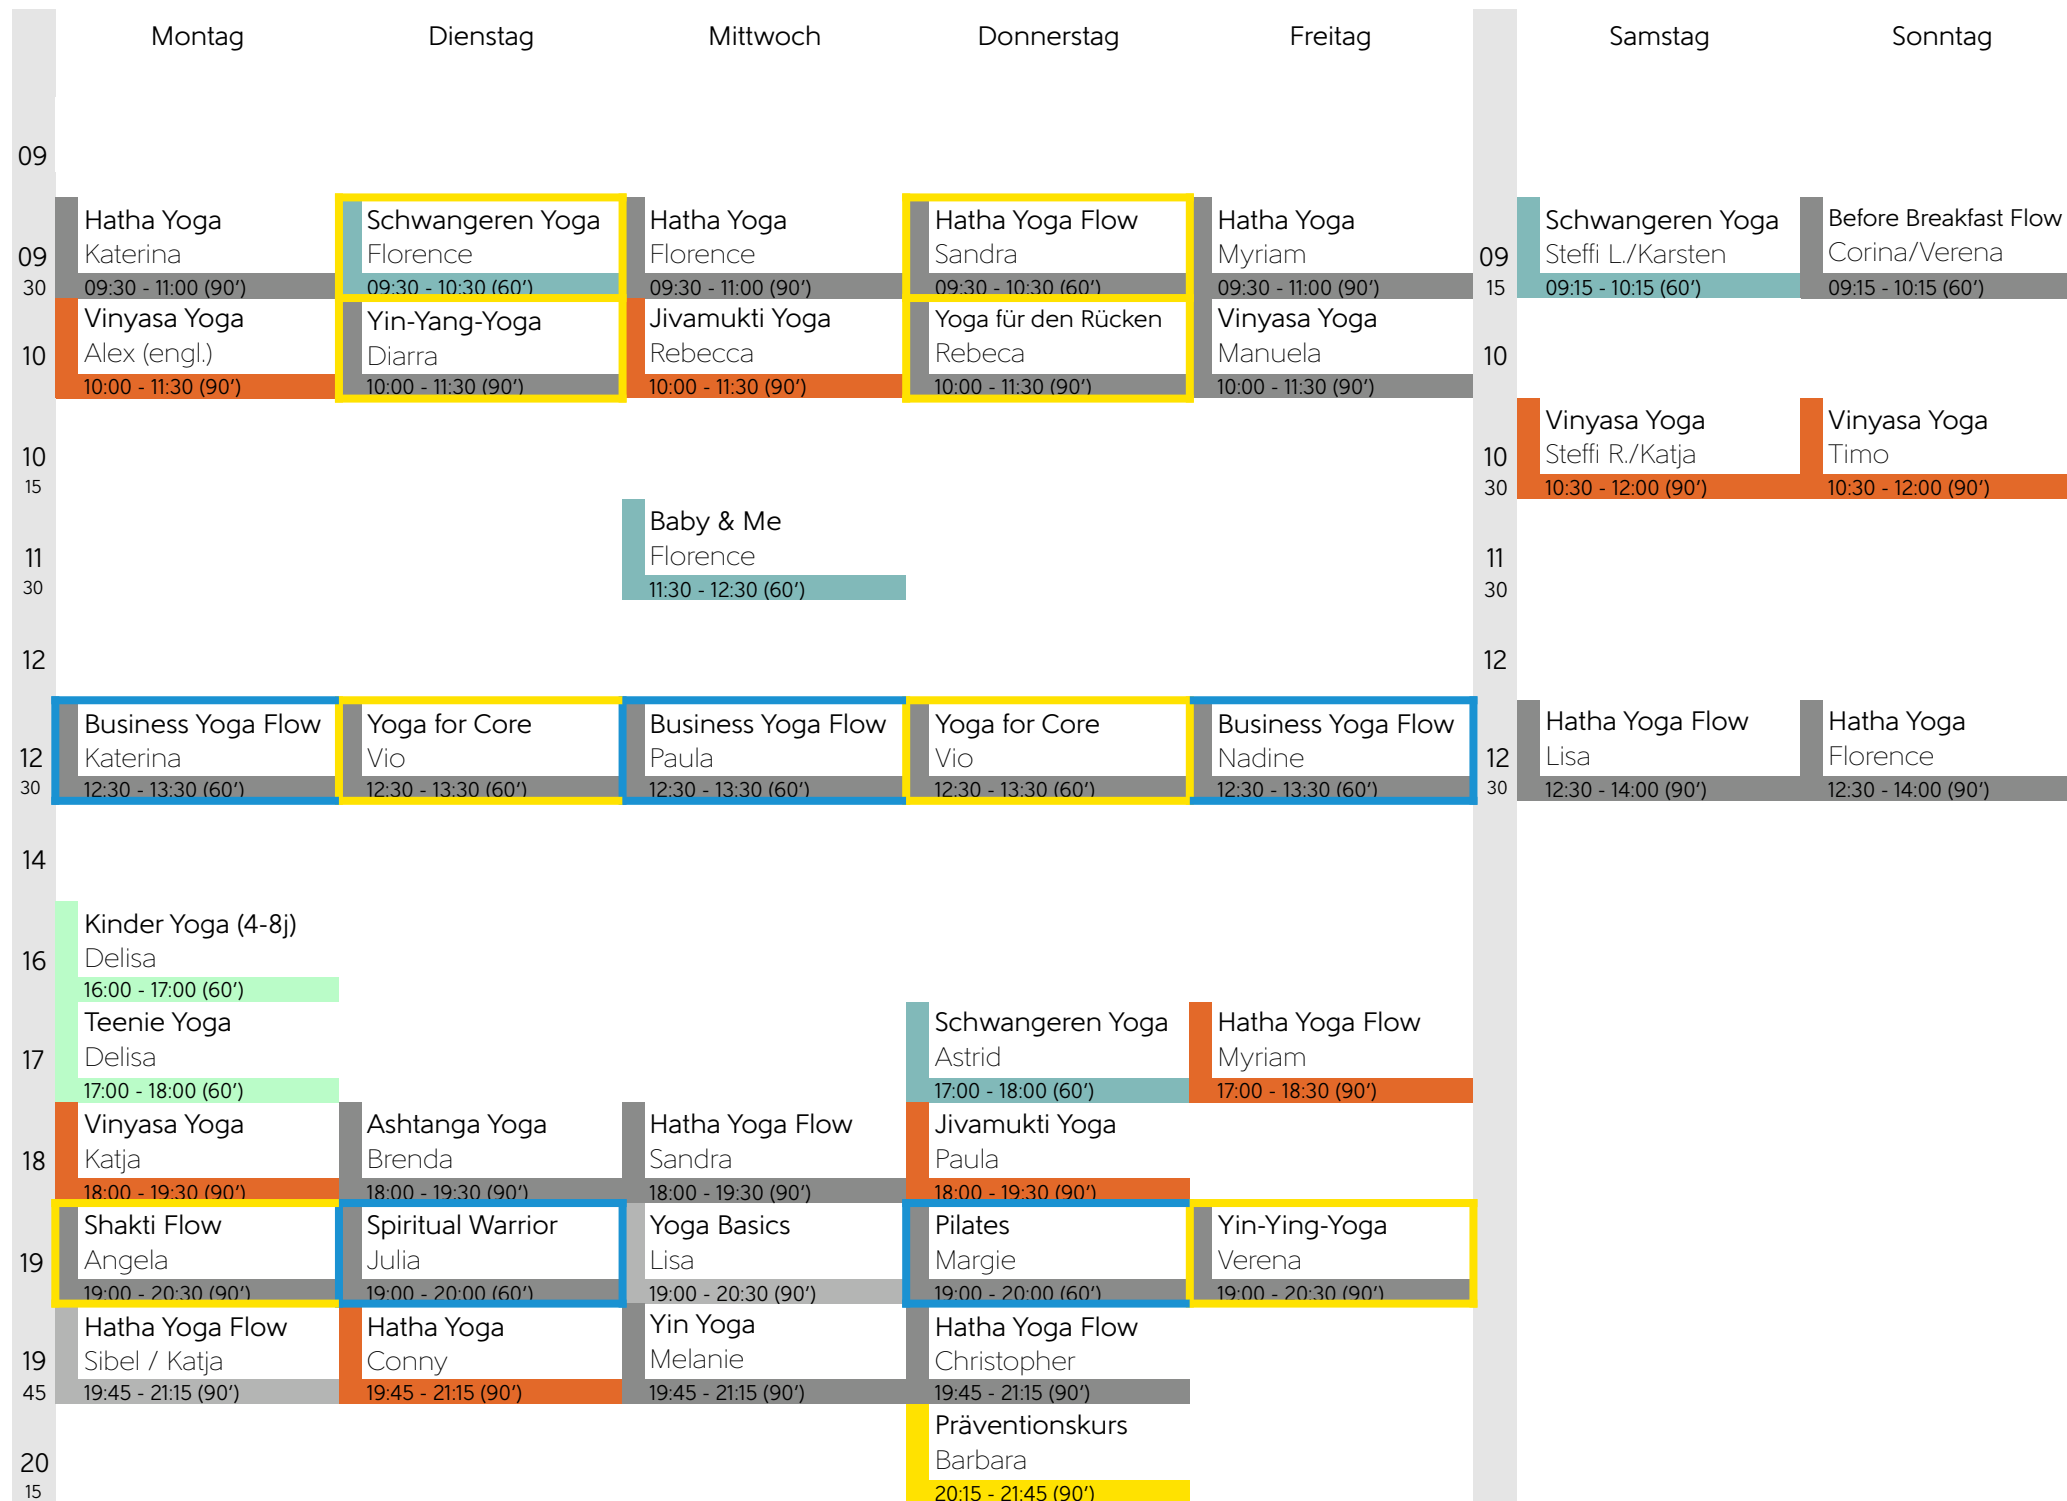 Montag Dienstag Mittwoch Donnerstag Freitag Samstag Sonntag
09
Hatha Yoga Schwangeren Yoga Hatha Yoga Hatha Yoga Flow Hatha Yoga Schwangeren Yoga Before Breakfast Flow
09 Katerina Florence Florence Sandra Myriam 09 Steffi L./Karsten Corina/Verena
30 09:30 - 11:00 (90') 09:30 - 10:30 (60') 09:30 - 11:00 (90') 09:30 - 10:30 (60') 09:30 - 11:00 (90') 15 09:15 - 10:15 (60') 09:15 - 10:15 (60')
Vinyasa Yoga Yin-Yang-Yoga Jivamukti Yoga Yoga für den Rücken Vinyasa Yoga
10 Alex (engl.) Diarra Rebecca Rebeca Manuela 10
10:00 - 11:30 (90') 10:00 - 11:30 (90') 10:00 - 11:30 (90') 10:00 - 11:30 (90') 10:00 - 11:30 (90')
Vinyasa Yoga Vinyasa Yoga
10 10 Steffi R./Katja Timo
15 30 10:30 - 12:00 (90') 10:30 - 12:00 (90')
Baby & Me
11 Florence 11
30 11:30 - 12:30 (60') 30
12 12
Business Yoga Flow Yoga for Core Business Yoga Flow Yoga for Core Business Yoga Flow Hatha Yoga Flow Hatha Yoga
12 Katerina Vio Paula Vio Nadine 12 Lisa Florence
30 12:30 - 13:30 (60') 12:30 - 13:30 (60') 12:30 - 13:30 (60') 12:30 - 13:30 (60') 12:30 - 13:30 (60') 30 12:30 - 14:00 (90') 12:30 - 14:00 (90')
14
Kinder Yoga (4-8j)
16 Delisa
16:00 - 17:00 (60')
Teenie Yoga Schwangeren Yoga Hatha Yoga Flow
17 Delisa Astrid Myriam
17:00 - 18:00 (60') 17:00 - 18:00 (60') 17:00 - 18:30 (90')
Vinyasa Yoga Ashtanga Yoga Hatha Yoga Flow Jivamukti Yoga
18 Katja Brenda Sandra Paula
18:00 - 19:30 (90') 18:00 - 19:30 (90') 18:00 - 19:30 (90') 18:00 - 19:30 (90')
Shakti Flow Spiritual Warrior Yoga Basics Pilates Yin-Ying-Yoga
19 Angela Julia Lisa Margie Verena
19:00 - 20:30 (90') 19:00 - 20:00 (60') 19:00 - 20:30 (90') 19:00 - 20:00 (60') 19:00 - 20:30 (90')
Hatha Yoga Flow Hatha Yoga Yin Yoga Hatha Yoga Flow
19 Sibel / Katja Conny Melanie Christopher
45 19:45 - 21:15 (90') 19:45 - 21:15 (90') 19:45 - 21:15 (90') 19:45 - 21:15 (90')
Präventionskurs
20 Barbara
15 20:15 - 21:45 (90')